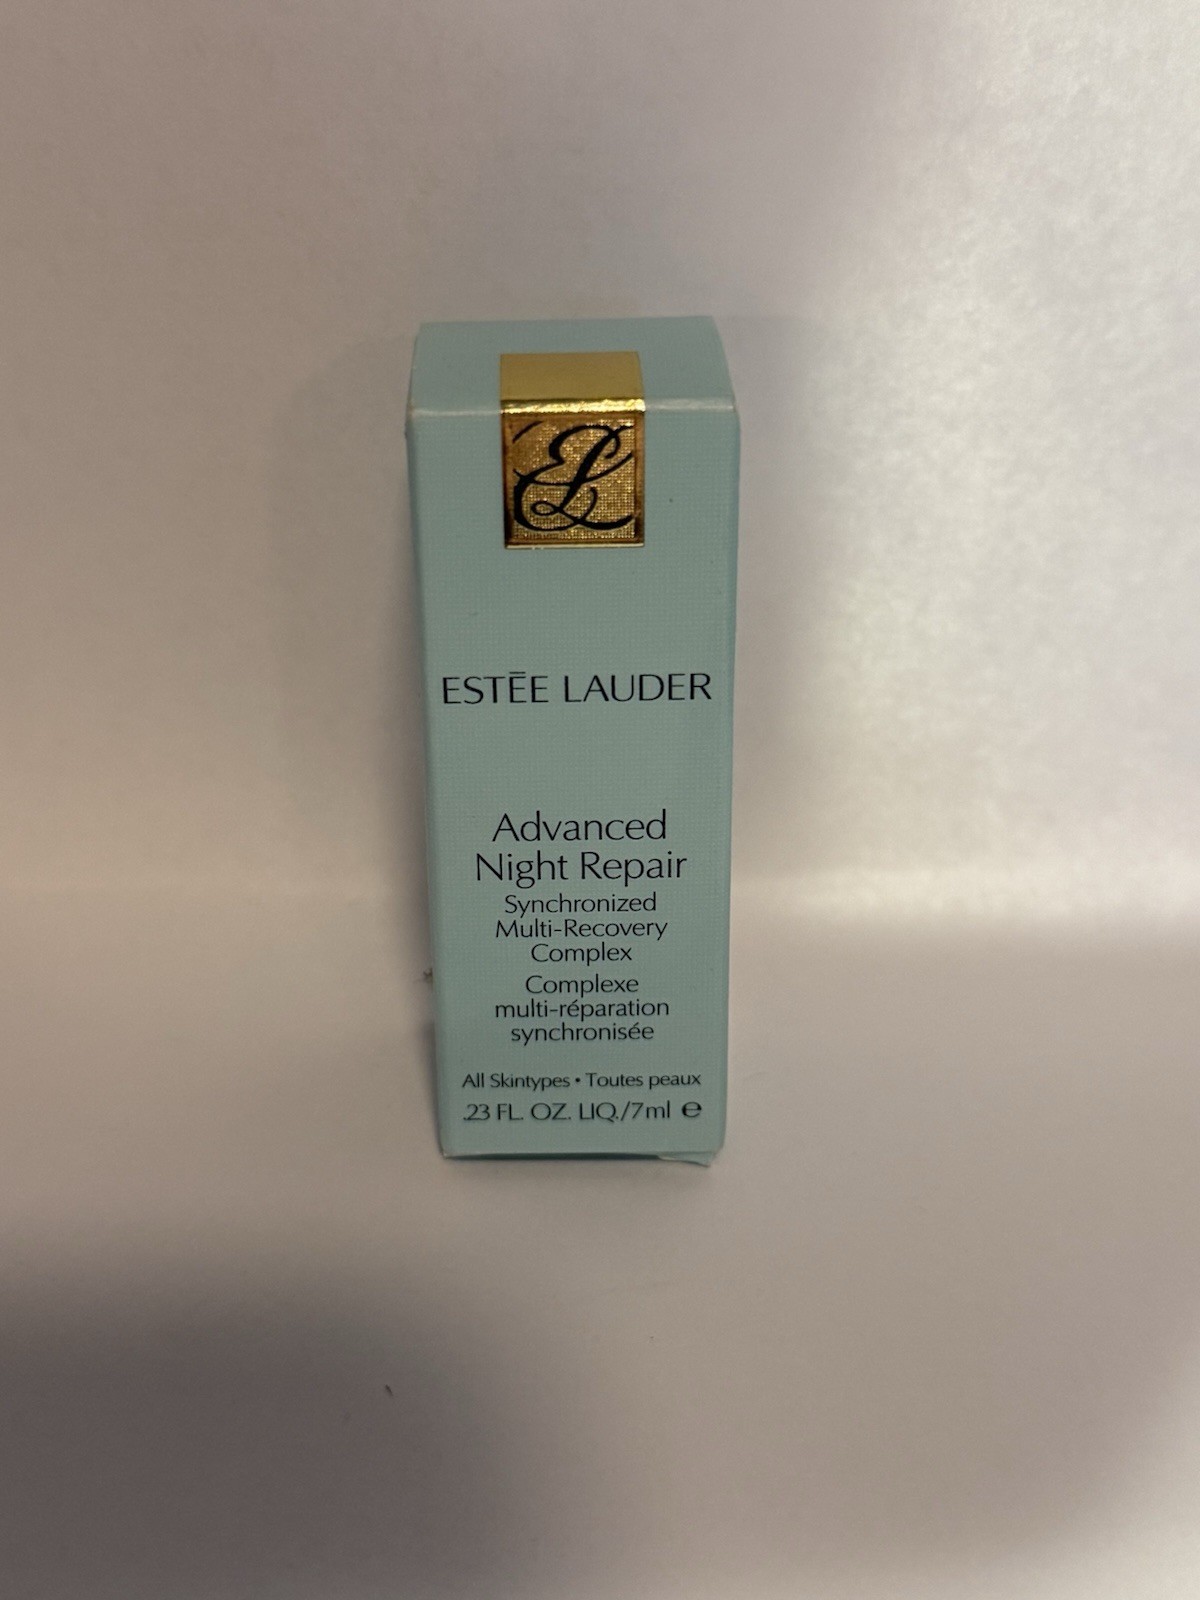 EL
ESTĒE LAUDER
Advanced
Night Repair
Synchronized
Multi-Recovery
Complex
Complexe
multi-réparation
synchronisée
All Skintypes • Toutes peaux
.23 FL. OZ. LIQ./7ml ℮